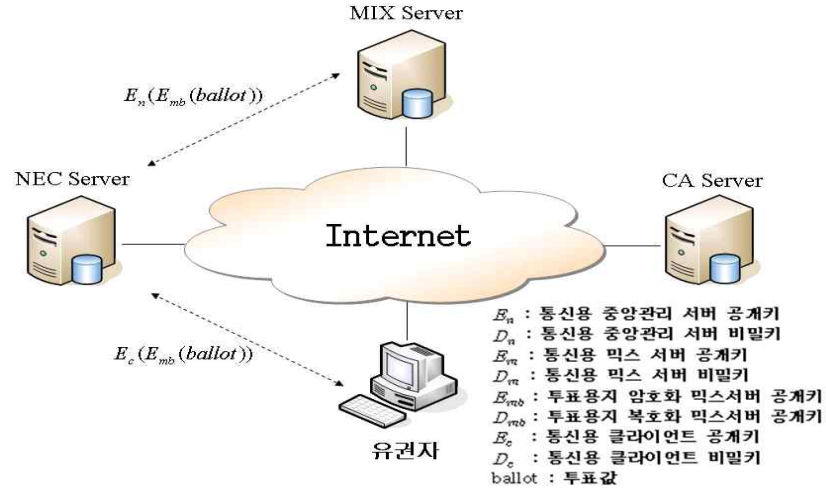 MIX Server
E_n(E_mb(ballot))
NEC Server
CA Server
Internet
E_c(E_mb(ballot))
유권자
E_n : 통신용 중앙관리 서버 공개키
D_n : 통신용 중앙관리 서버 비밀키
E_m : 통신용 믹스 서버 공개키
D_m : 통신용 믹스 서버 비밀키
E_mb : 투표용지 암호화 믹스서버 공개키
D_mb : 투표용지 복호화 믹스서버 공개키
E_c : 통신용 클라이언트 공개키
D_c : 통신용 클라이언트 비밀키
ballot : 투표값